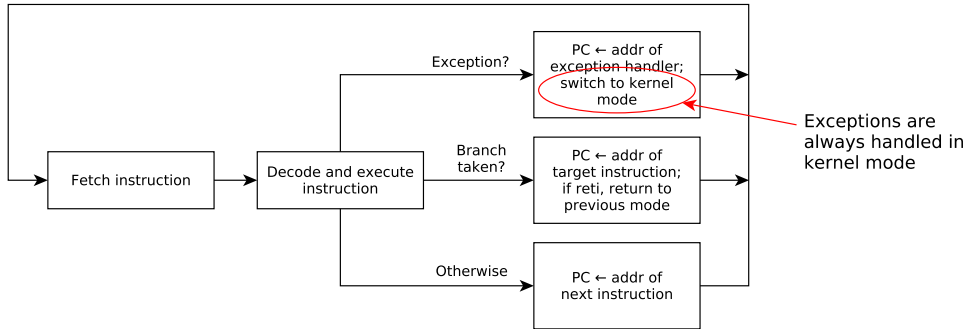 Exception?
PC ← addr of
exception handler;
switch to kernel
mode
Exceptions are
always handled in
kernel mode
Fetch instruction
Decode and execute
instruction
Branch
taken?
PC ← addr of
target instruction;
if reti, return to
previous mode
Otherwise
PC ← addr of
next instruction